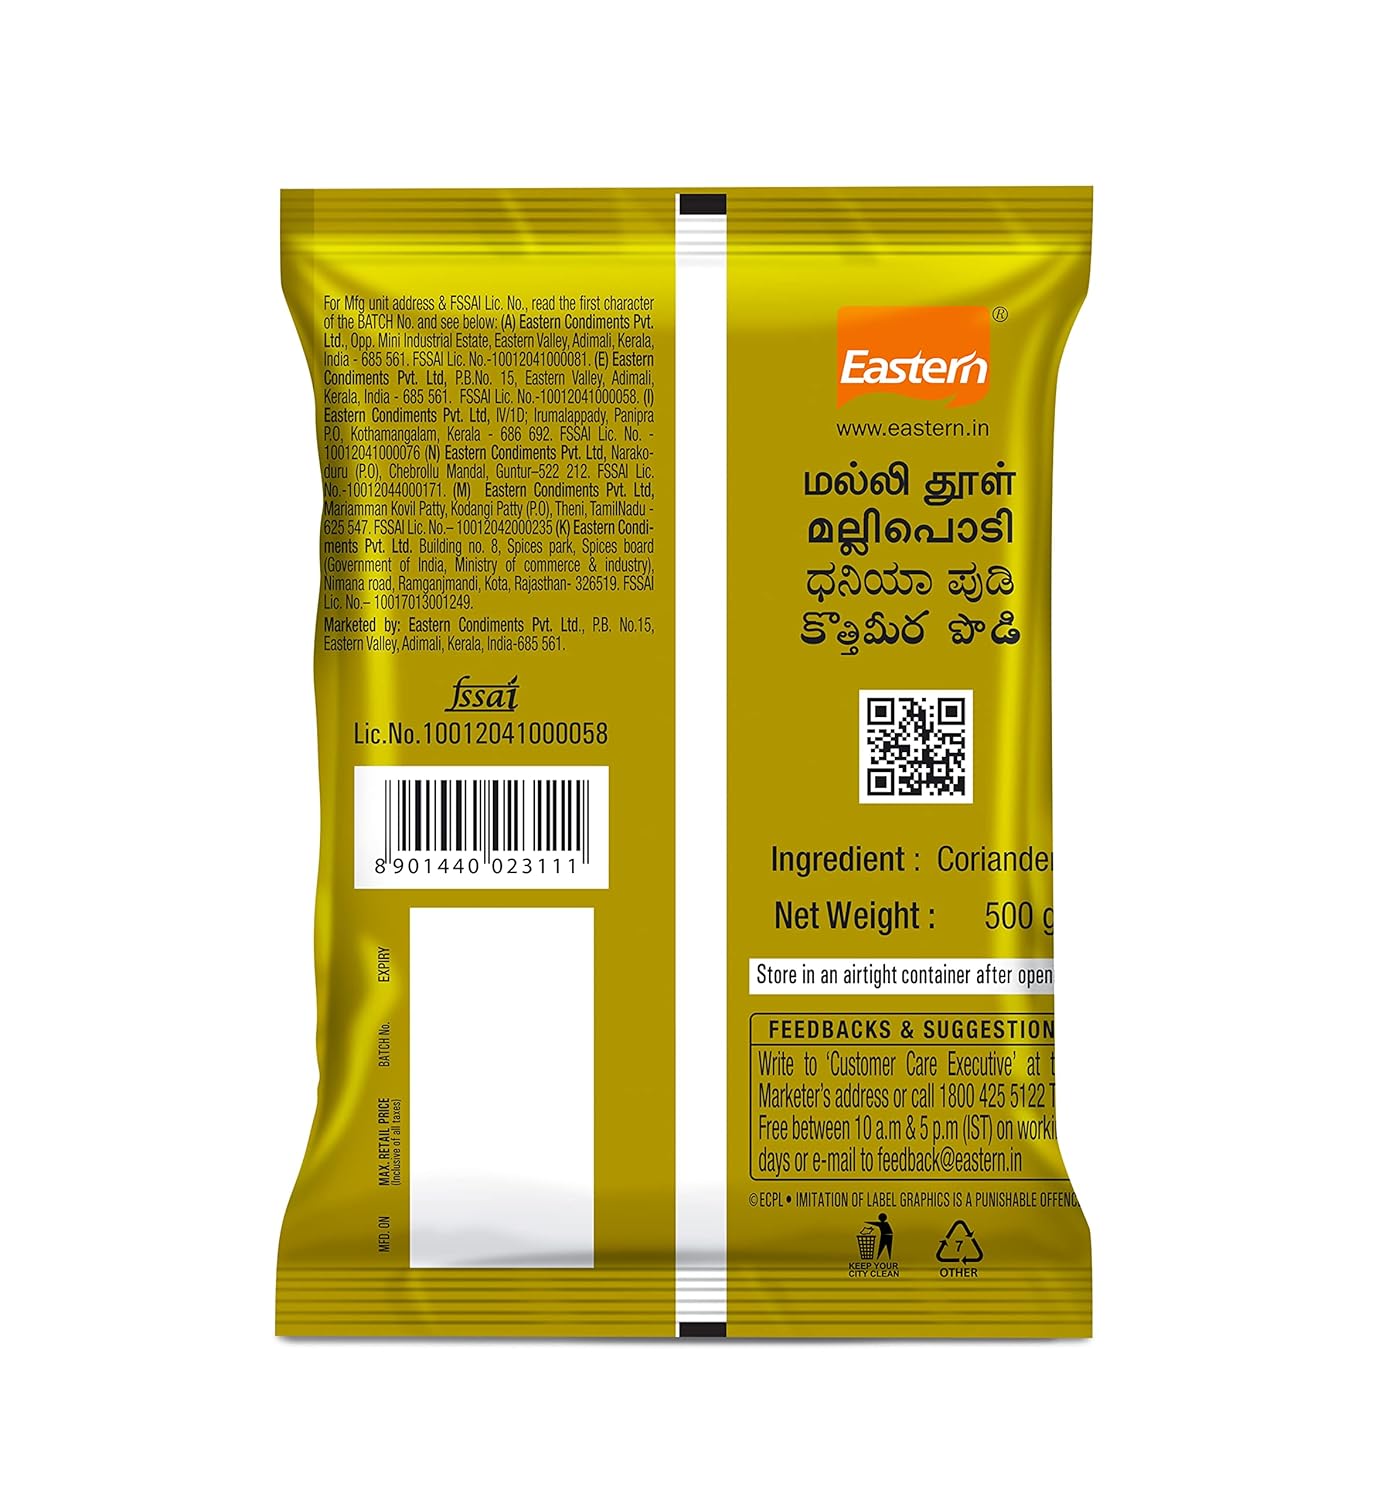 For Mfg unit address & FSSAI Lic. No., read the first character
of the BATCH No. and see below: (A) Eastern Condiments Pvt.
Ltd., Opp. Mini Industrial Estate, Eastern Valley, Adimali, Kerala,
India - 685 561. FSSAI Lic. No.-10012041000081. (E) Eastern
Condiments Pvt. Ltd, P.B.No. 15, Eastern Valley, Adimali,
Kerala, India - 685 561. FSSAI Lic. No.-10012041000058. (I)
Eastern Condiments Pvt. Ltd, IV/1D; Irumalappady, Panipra
P.O, Kothamangalam, Kerala - 686 692. FSSAI Lic. No. -
10012041000076 (N) Eastern Condiments Pvt. Ltd, Narako-
duru (P.O), Chebrollu Mandal, Guntur–522 212. FSSAI Lic.
No.-10012044000171. (M) Eastern Condiments Pvt. Ltd,
Mariamman Kovil Patty, Kodangi Patty (P.O), Theni, TamilNadu -
625 547. FSSAI Lic. No.– 10012042000235 (K) Eastern Condi-
ments Pvt. Ltd. Building no. 8, Spices park, Spices board
(Government of India, Ministry of commerce & industry),
Nimana road, Ramganjmandi, Kota, Rajasthan- 326519. FSSAI
Lic. No.– 10017013001249.
Marketed by: Eastern Condiments Pvt. Ltd., P.B. No.15,
Eastern Valley, Adimali, Kerala, India-685 561.
fssai
Lic.No.10012041000058
8 901440 023111
EXPIRY
BATCH No.
MAX. RETAIL PRICE
(Inclusive of all taxes)
MFD. ON
Eastern ®
www.eastern.in
மல்லி தூள்
മല്ലിപൊടി
ಧನಿಯಾ ಪುಡಿ
కొత్తిమీర పొడి
Ingredient : Coriander
Net Weight : 500 g
Store in an airtight container after open
FEEDBACKS & SUGGESTION
Write to ‘Customer Care Executive’ at t
Marketer’s address or call 1800 425 5122 T
Free between 10 a.m & 5 p.m (IST) on worki
days or e-mail to feedback@eastern.in
©ECPL • IMITATION OF LABEL GRAPHICS IS A PUNISHABLE OFFENC
KEEP YOUR
CITY CLEAN
7
OTHER